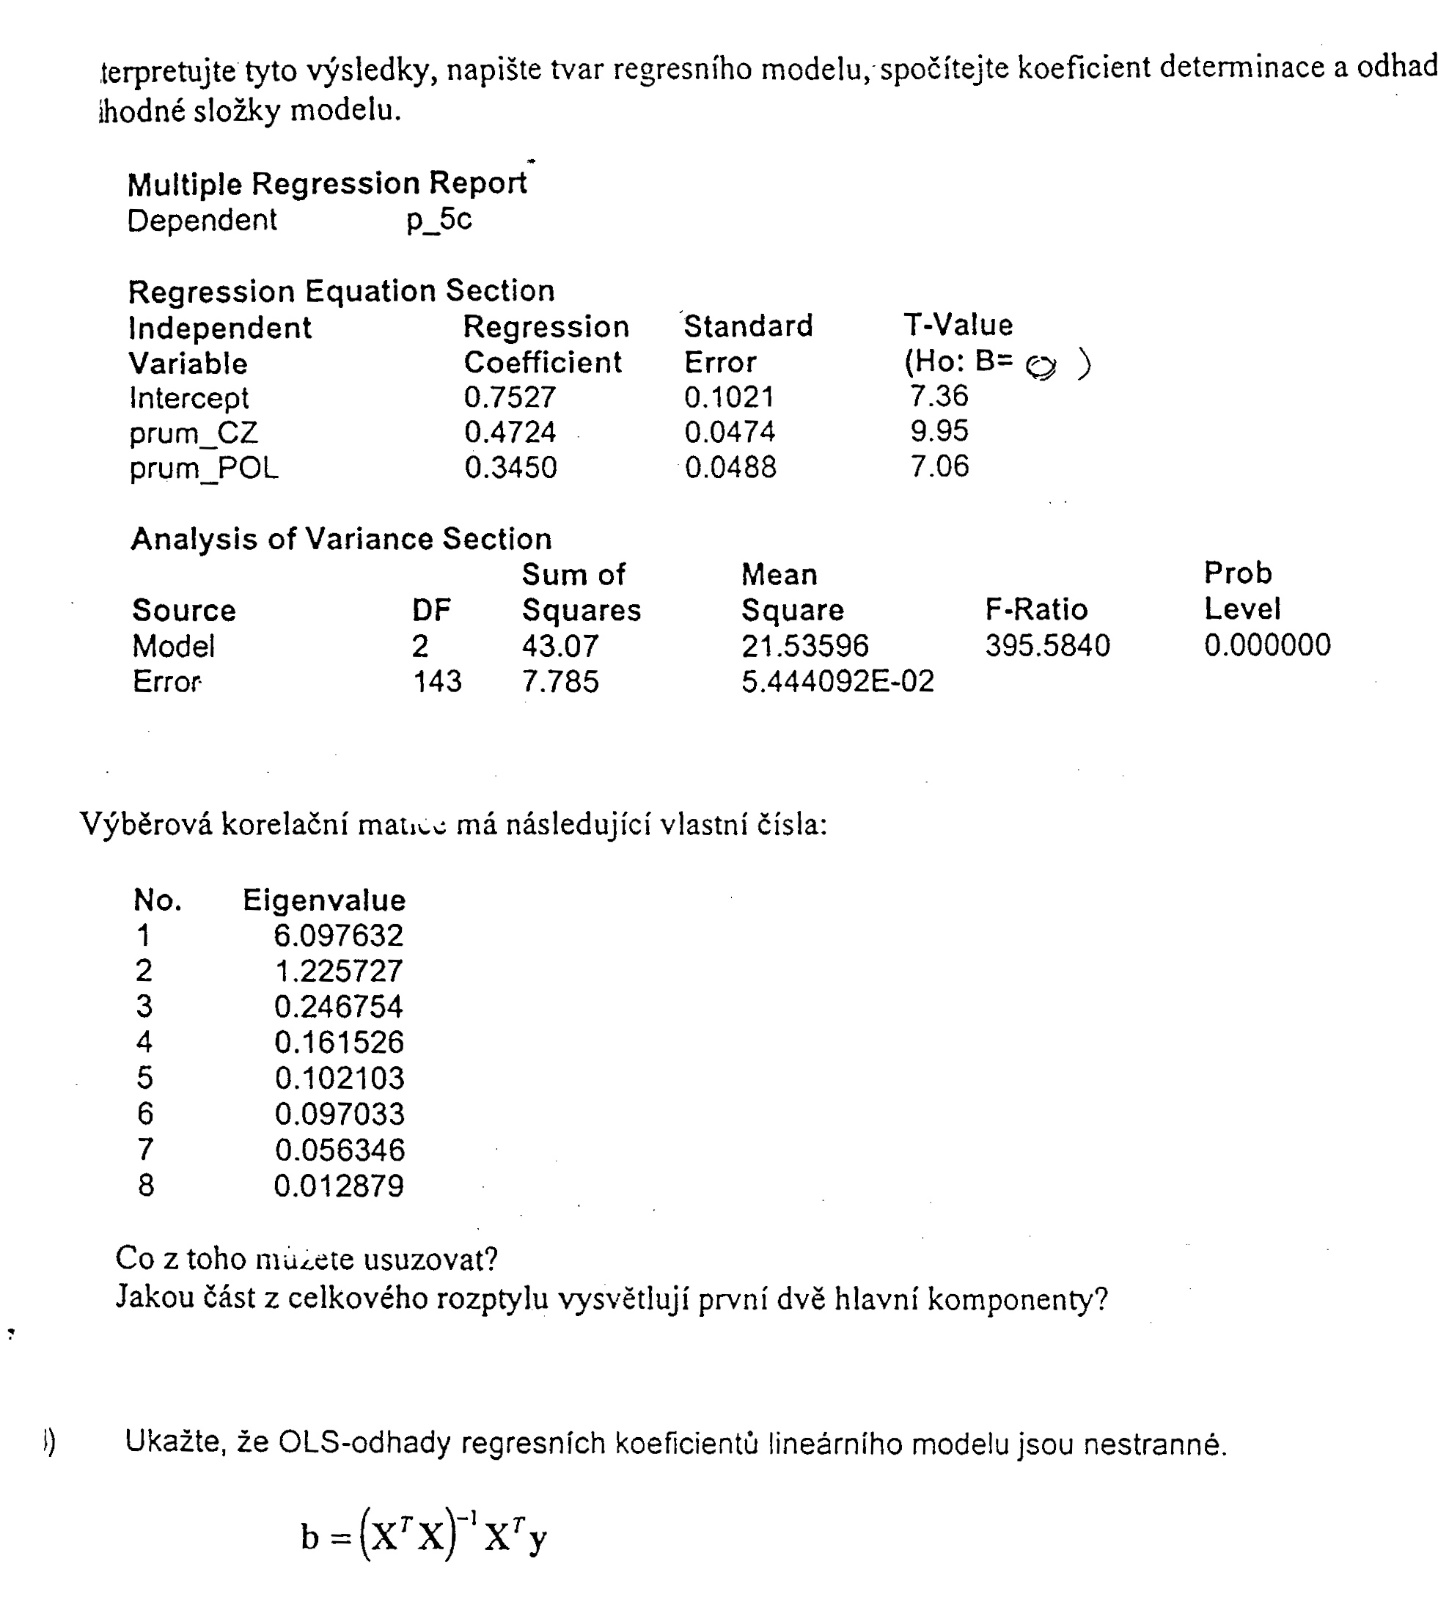 terpretujte tyto výsledky, napište tvar regresního modelu, spočítejte koeficient determinace a odhad
hodné složky modelu.
Multiple Regression Report
Dependent p_5c
Regression Equation Section
Independent Regression Standard T-Value
Variable Coefficient Error (Ho: B= 0 )
Intercept 0.7527 0.1021 7.36
prum_CZ 0.4724 0.0474 9.95
prum_POL 0.3450 0.0488 7.06
Analysis of Variance Section
Sum of Mean Prob
Source DF Squares Square F-Ratio Level
Model 2 43.07 21.53596 395.5840 0.000000
Error 143 7.785 5.444092E-02
Výběrová korelační matice má následující vlastní čísla:
No. Eigenvalue
1 6.097632
2 1.225727
3 0.246754
4 0.161526
5 0.102103
6 0.097033
7 0.056346
8 0.012879
Co z toho můžete usuzovat?
Jakou část z celkového rozptylu vysvětlují první dvě hlavní komponenty?
) Ukažte, že OLS-odhady regresních koeficientů lineárního modelu jsou nestranné.
b = (X^T X)^-1 X^T y